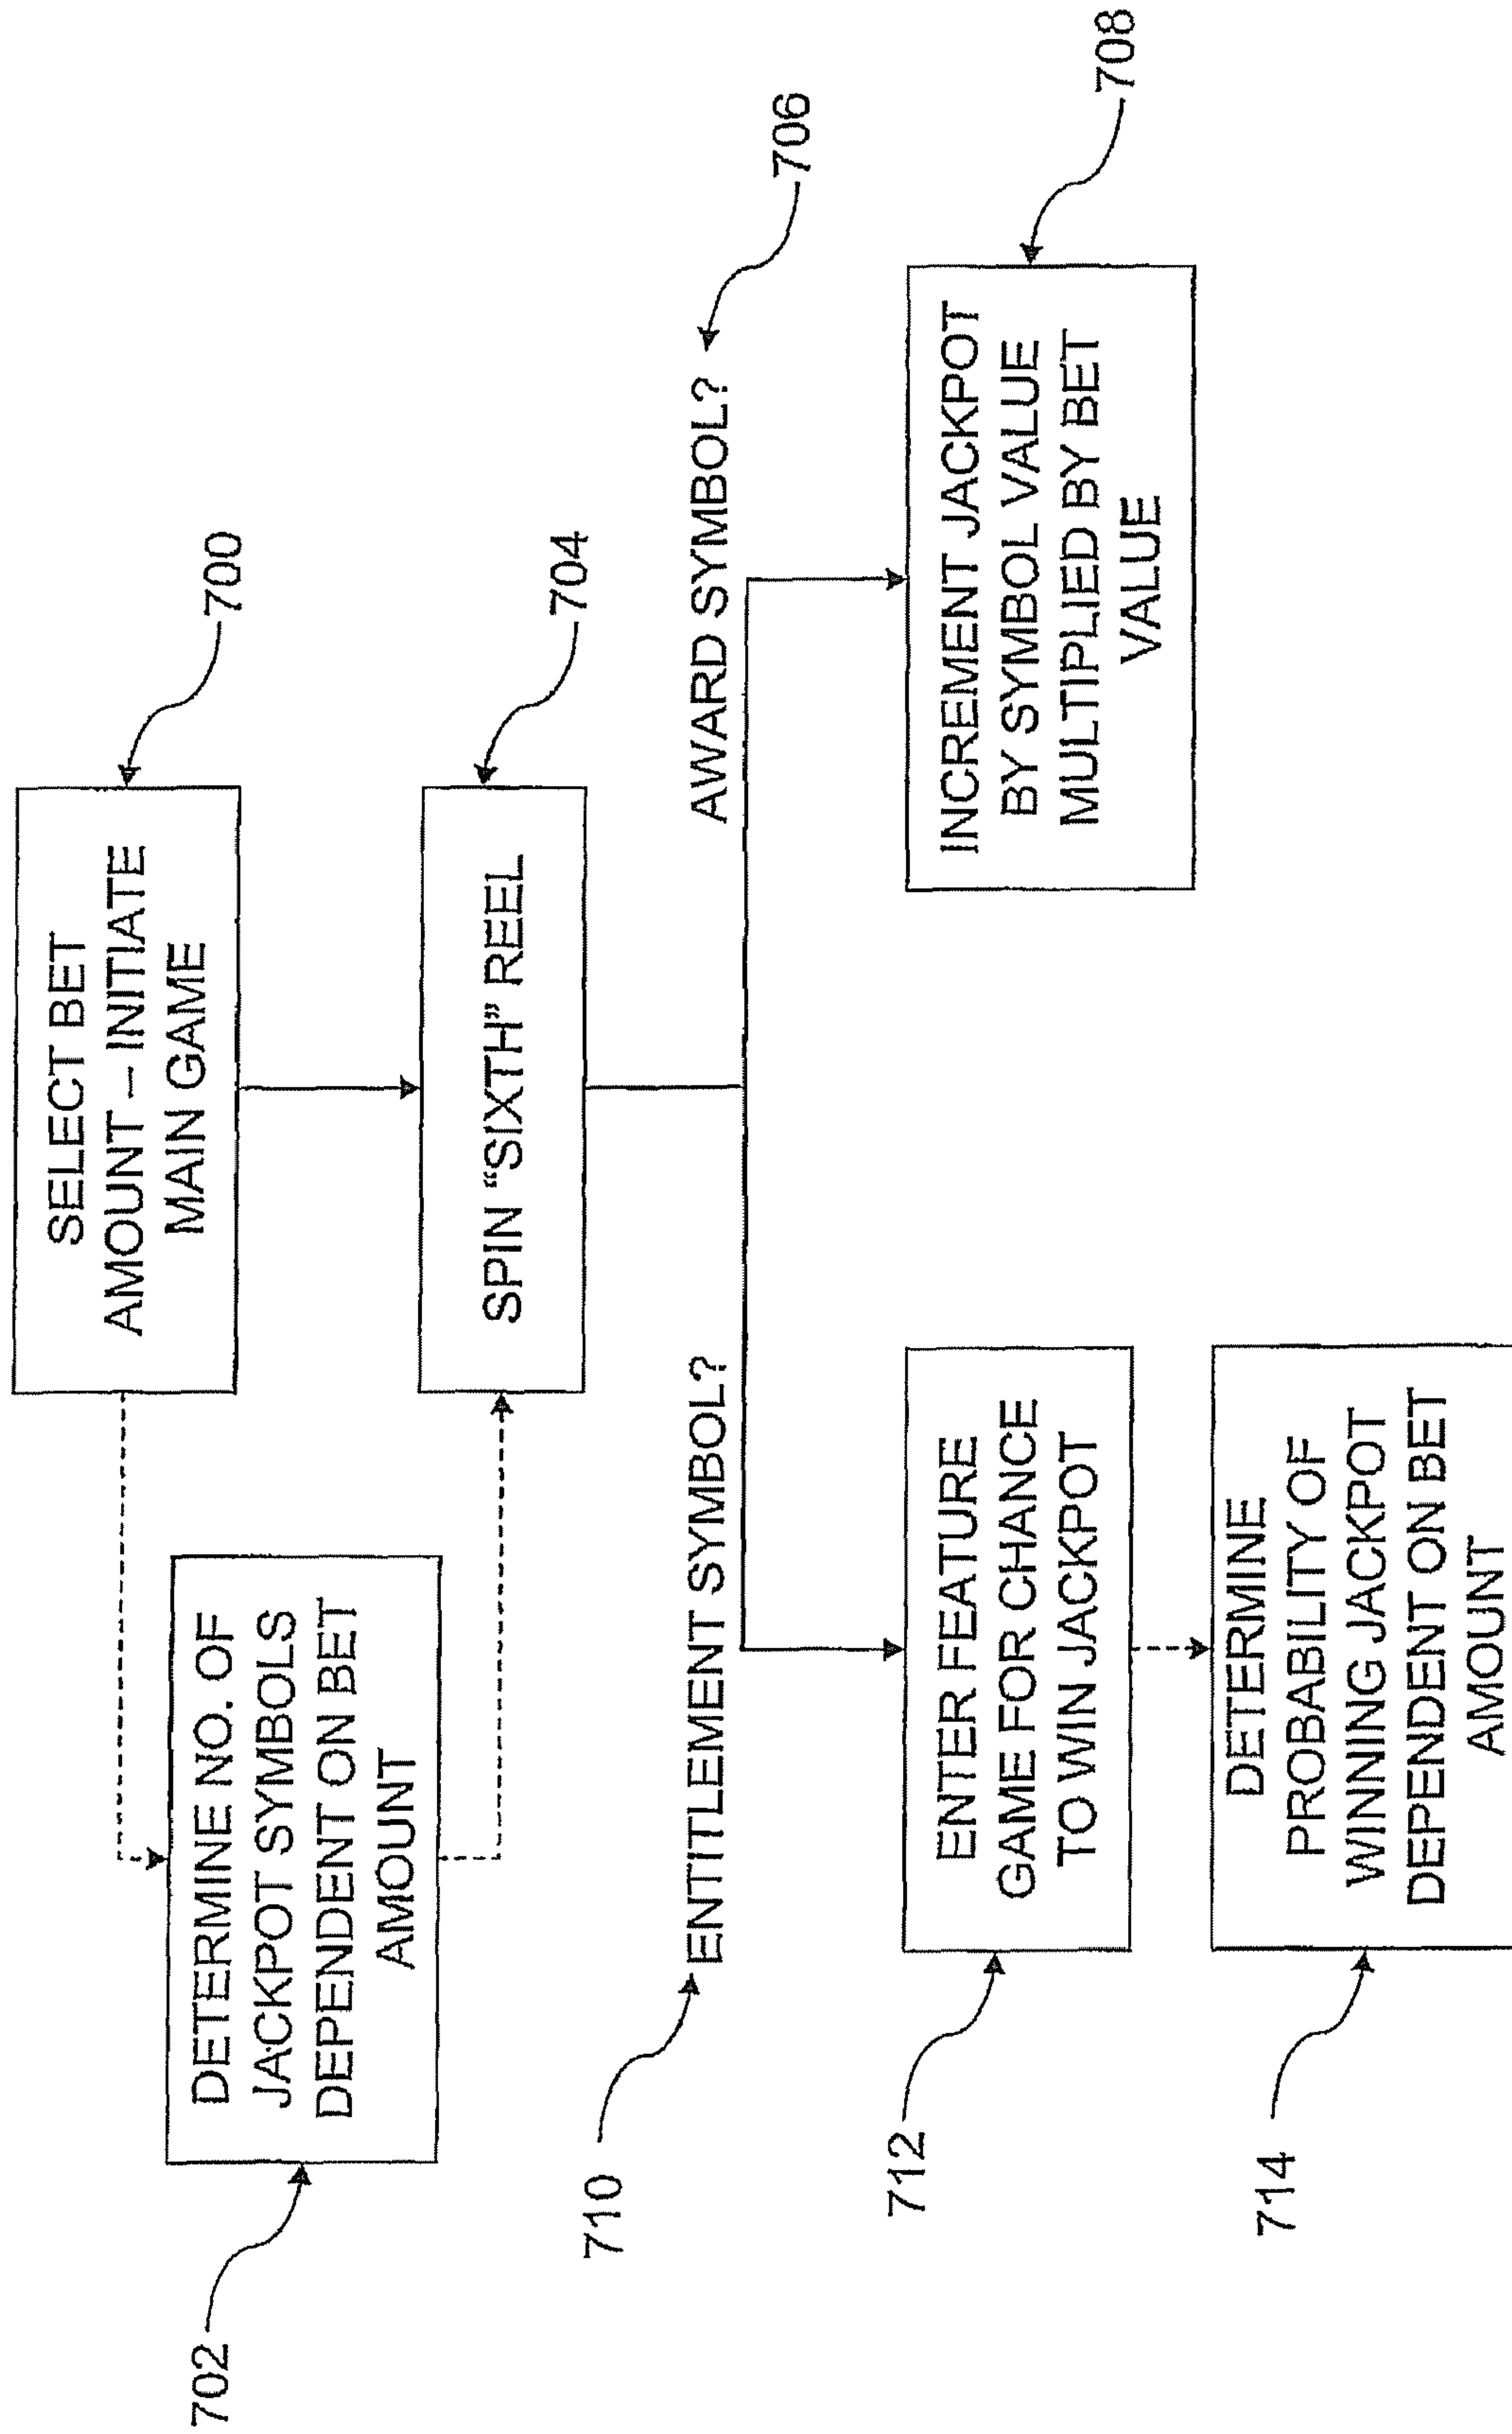 SELECT BET
AMOUNT – INITIATE
MAIN GAME
700
DETERMINE NO. OF
JACKPOT SYMBOLS
DEPENDENT ON BET
AMOUNT
702
SPIN “SIXTH” REEL
704
710
ENTITLEMENT SYMBOL?
AWARD SYMBOL?
706
712
ENTER FEATURE
GAME FOR CHANCE
TO WIN JACKPOT
INCREMENT JACKPOT
BY SYMBOL VALUE
MULTIPLIED BY BET
VALUE
708
714
DETERMINE
PROBABILITY OF
WINNING JACKPOT
DEPENDENT ON BET
AMOUNT